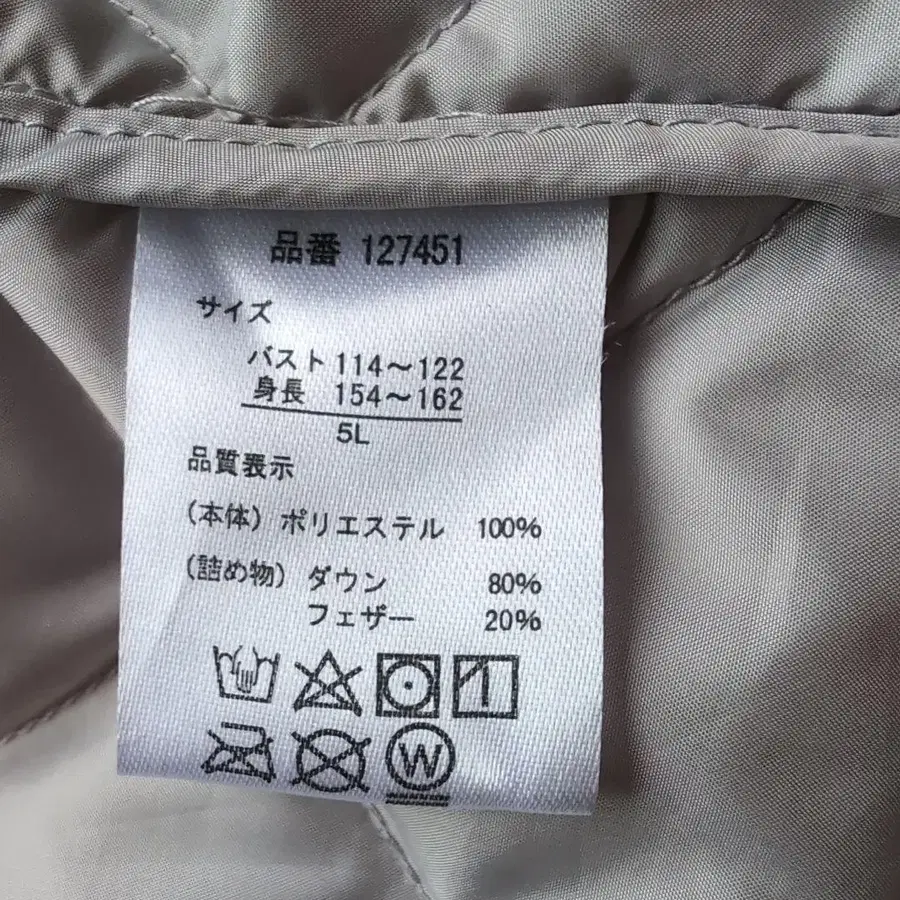 品番 127451
サイズ
バスト 114～122
身長 154～162
5L
品質表示
(本体) ポリエステル 100%
(詰め物) ダウン 80%
フェザー 20%
W